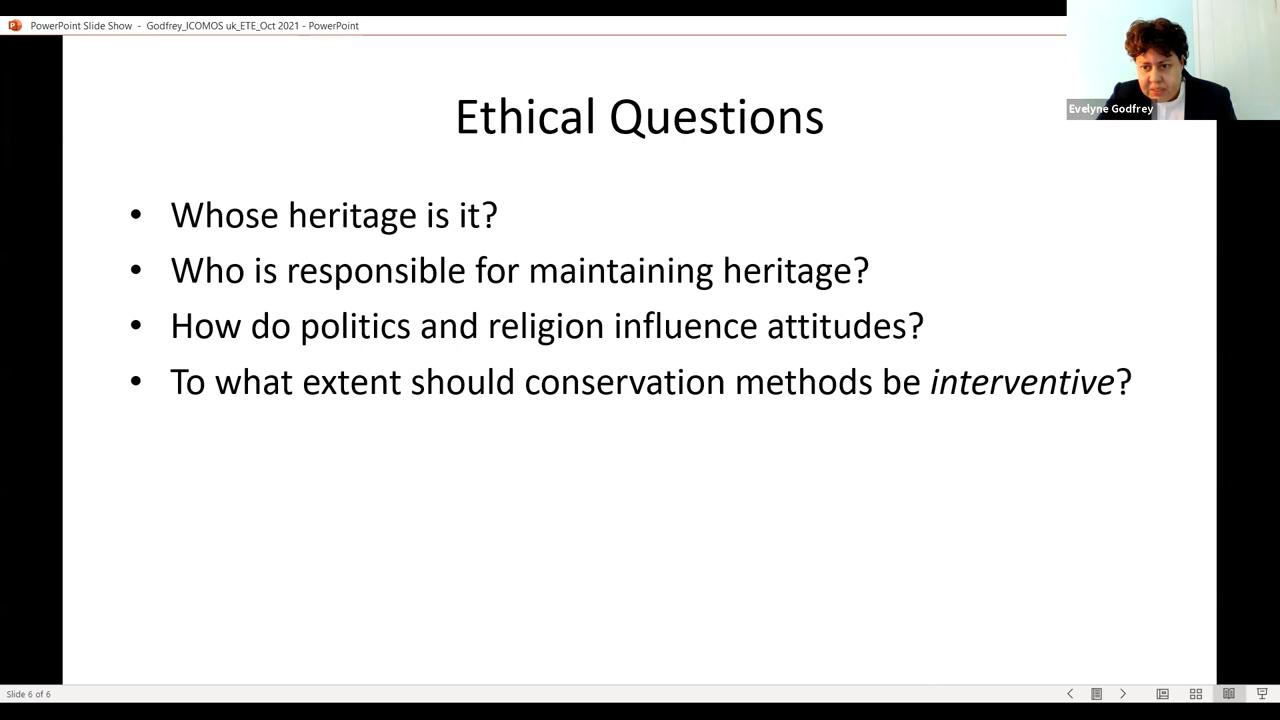 PowerPoint Slide Show - Godfrey_ICOMOS uk_ETE_Oct 2021 - PowerPoint
Evelyne Godfrey
Ethical Questions
• Whose heritage is it?
• Who is responsible for maintaining heritage?
• How do politics and religion influence attitudes?
• To what extent should conservation methods be interventive?
Slide 6 of 6